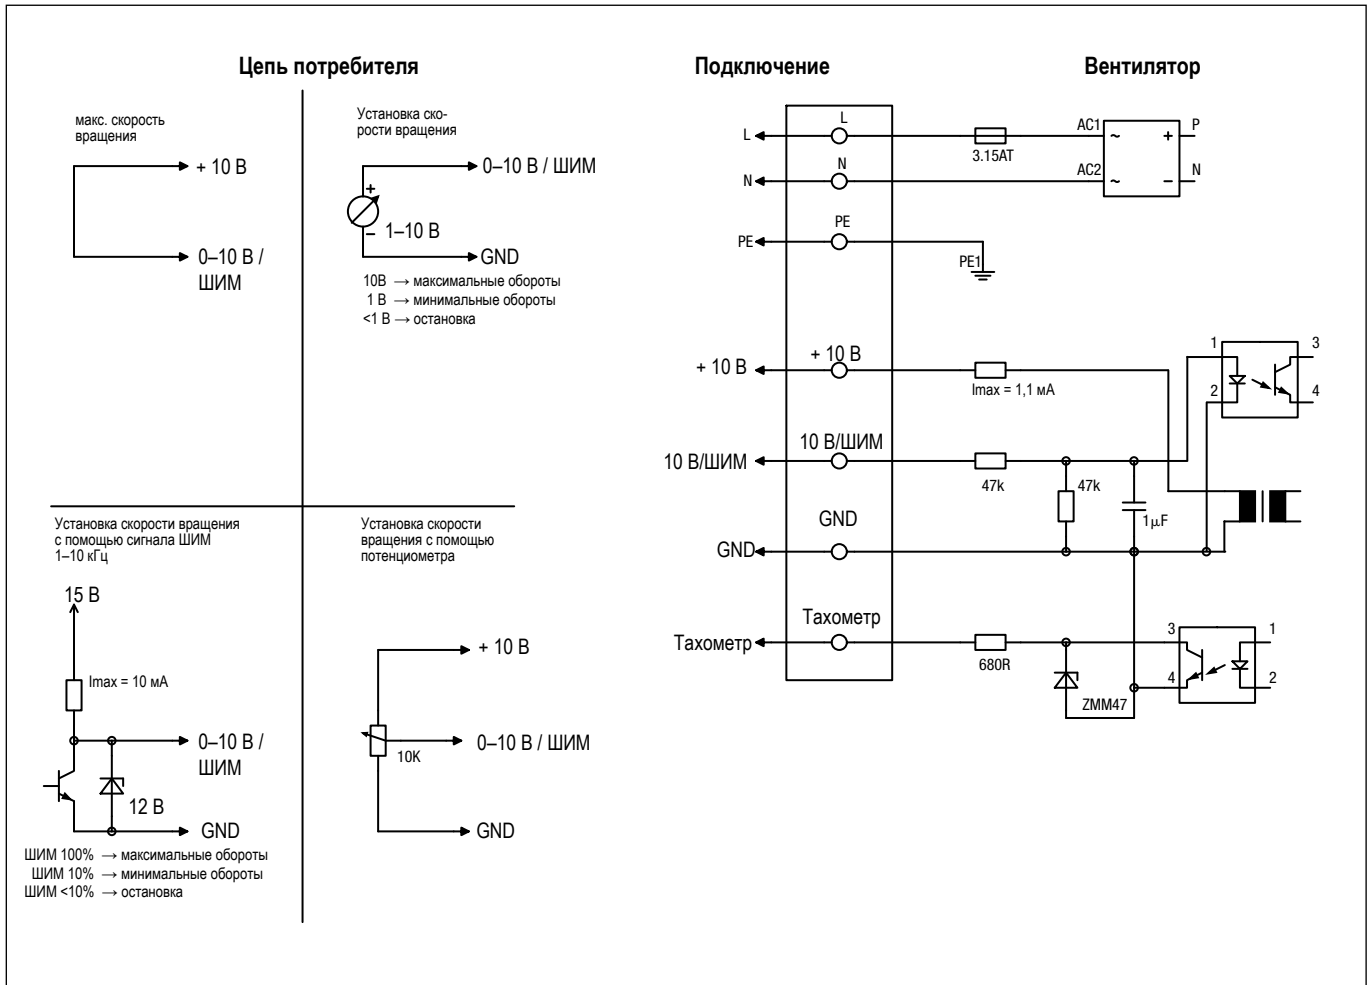 Цепь потребителя
Подключение
Вентилятор
макс. скорость
вращения
+ 10 В
0–10 В /
ШИМ
Установка ско-
рости вращения
0–10 В / ШИМ
+
1–10 В
–
GND
10В → максимальные обороты
1 В → минимальные обороты
<1 В → остановка
Установка скорости вращения
с помощью сигнала ШИМ
1–10 кГц
15 В
Imax = 10 мА
0–10 В /
ШИМ
12 В
GND
ШИМ 100% → максимальные обороты
ШИМ 10% → минимальные обороты
ШИМ <10% → остановка
Установка скорости
вращения с помощью
потенциометра
+ 10 В
0–10 В / ШИМ
10K
GND
L
L
3.15AT
AC1
~
+
P
N
N
AC2
~
–
N
PE
PE
PE1
+ 10 В
+ 10 В
Imax = 1,1 мА
1
3
2
4
10 В/ШИМ
10 В/ШИМ
47k
47k
1µF
GND
GND
Тахометр
Тахометр
680R
ZMM47
3
1
4
2